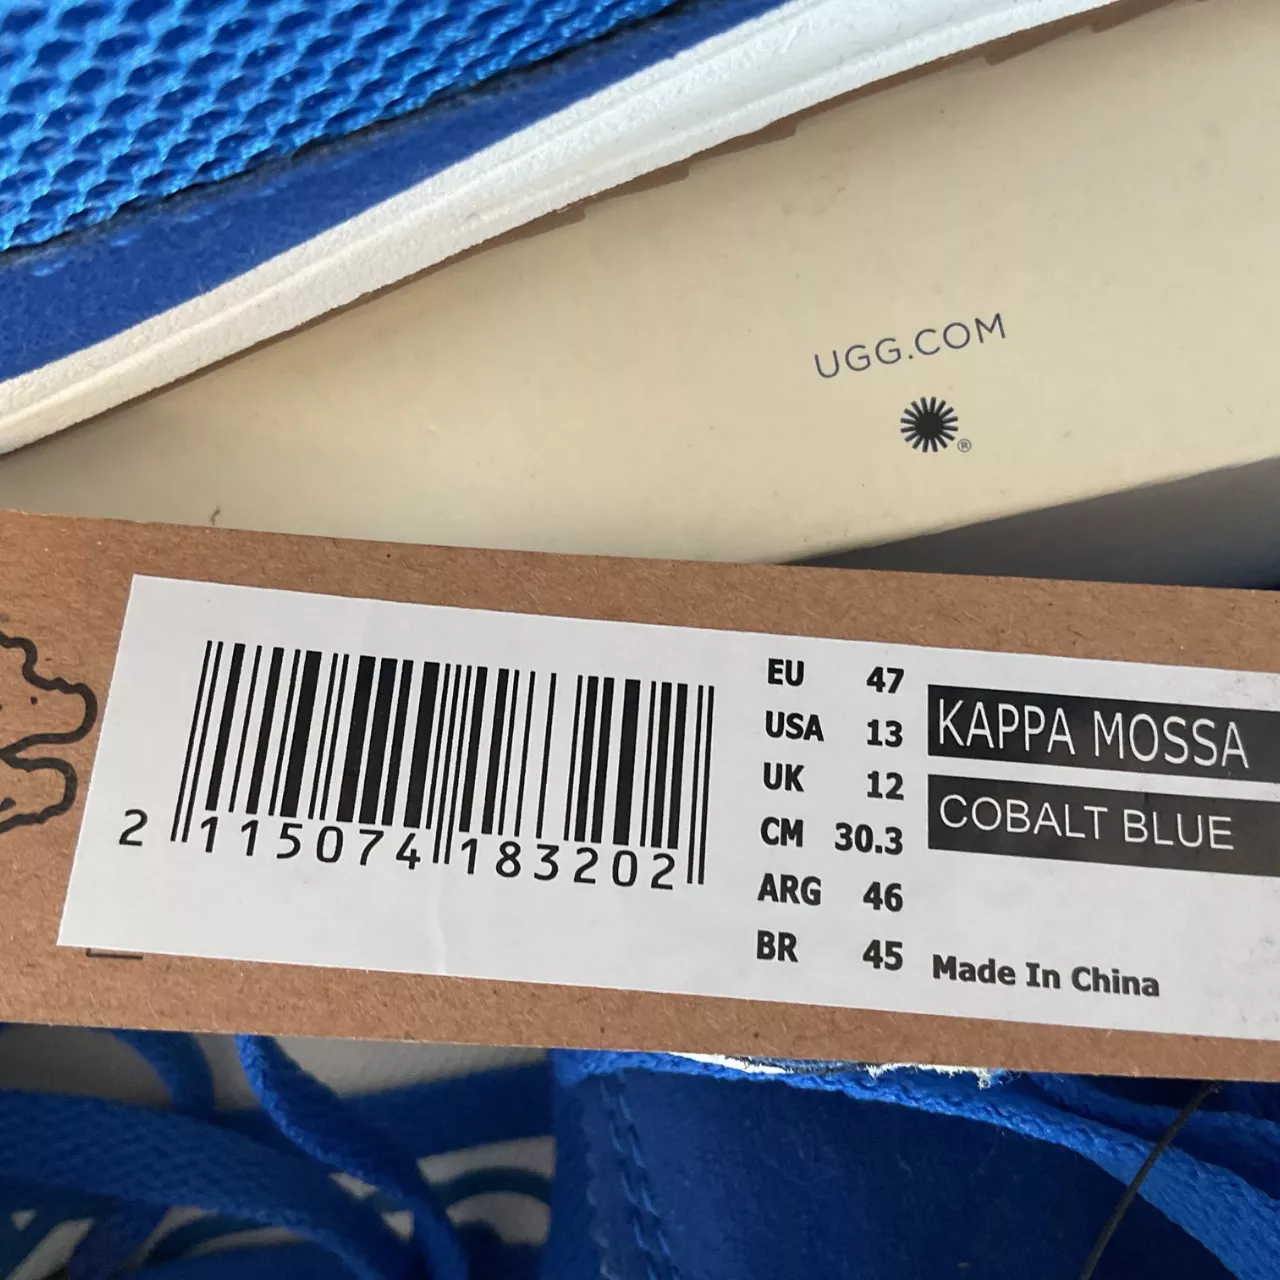 UGG.COM
®
2 115074 183202
EU 47
USA 13
UK 12
CM 30.3
ARG 46
BR 45
KAPPA MOSSA
COBALT BLUE
Made In China